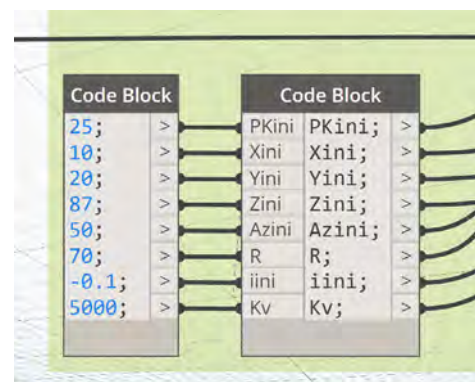 Code Block
25; >
10; >
20; >
87; >
50; >
70; >
-0.1; >
5000; >
Code Block
PKini PKini; >
Xini Xini; >
Yini Yini; >
Zini Zini; >
Azini Azini; >
R R; >
iini iini; >
Kv Kv; >